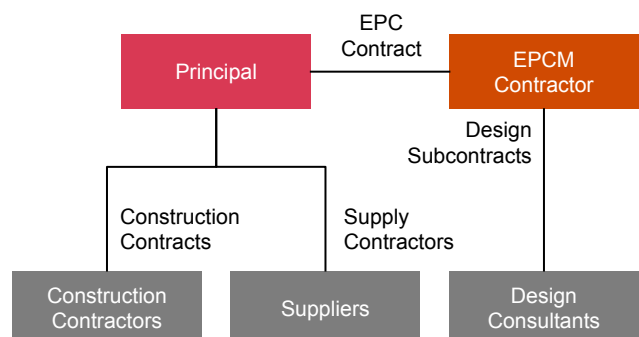 EPC
Contract
Principal
EPCM
Contractor
Design
Subcontracts
Construction
Contracts
Supply
Contractors
Construction
Contractors
Suppliers
Design
Consultants